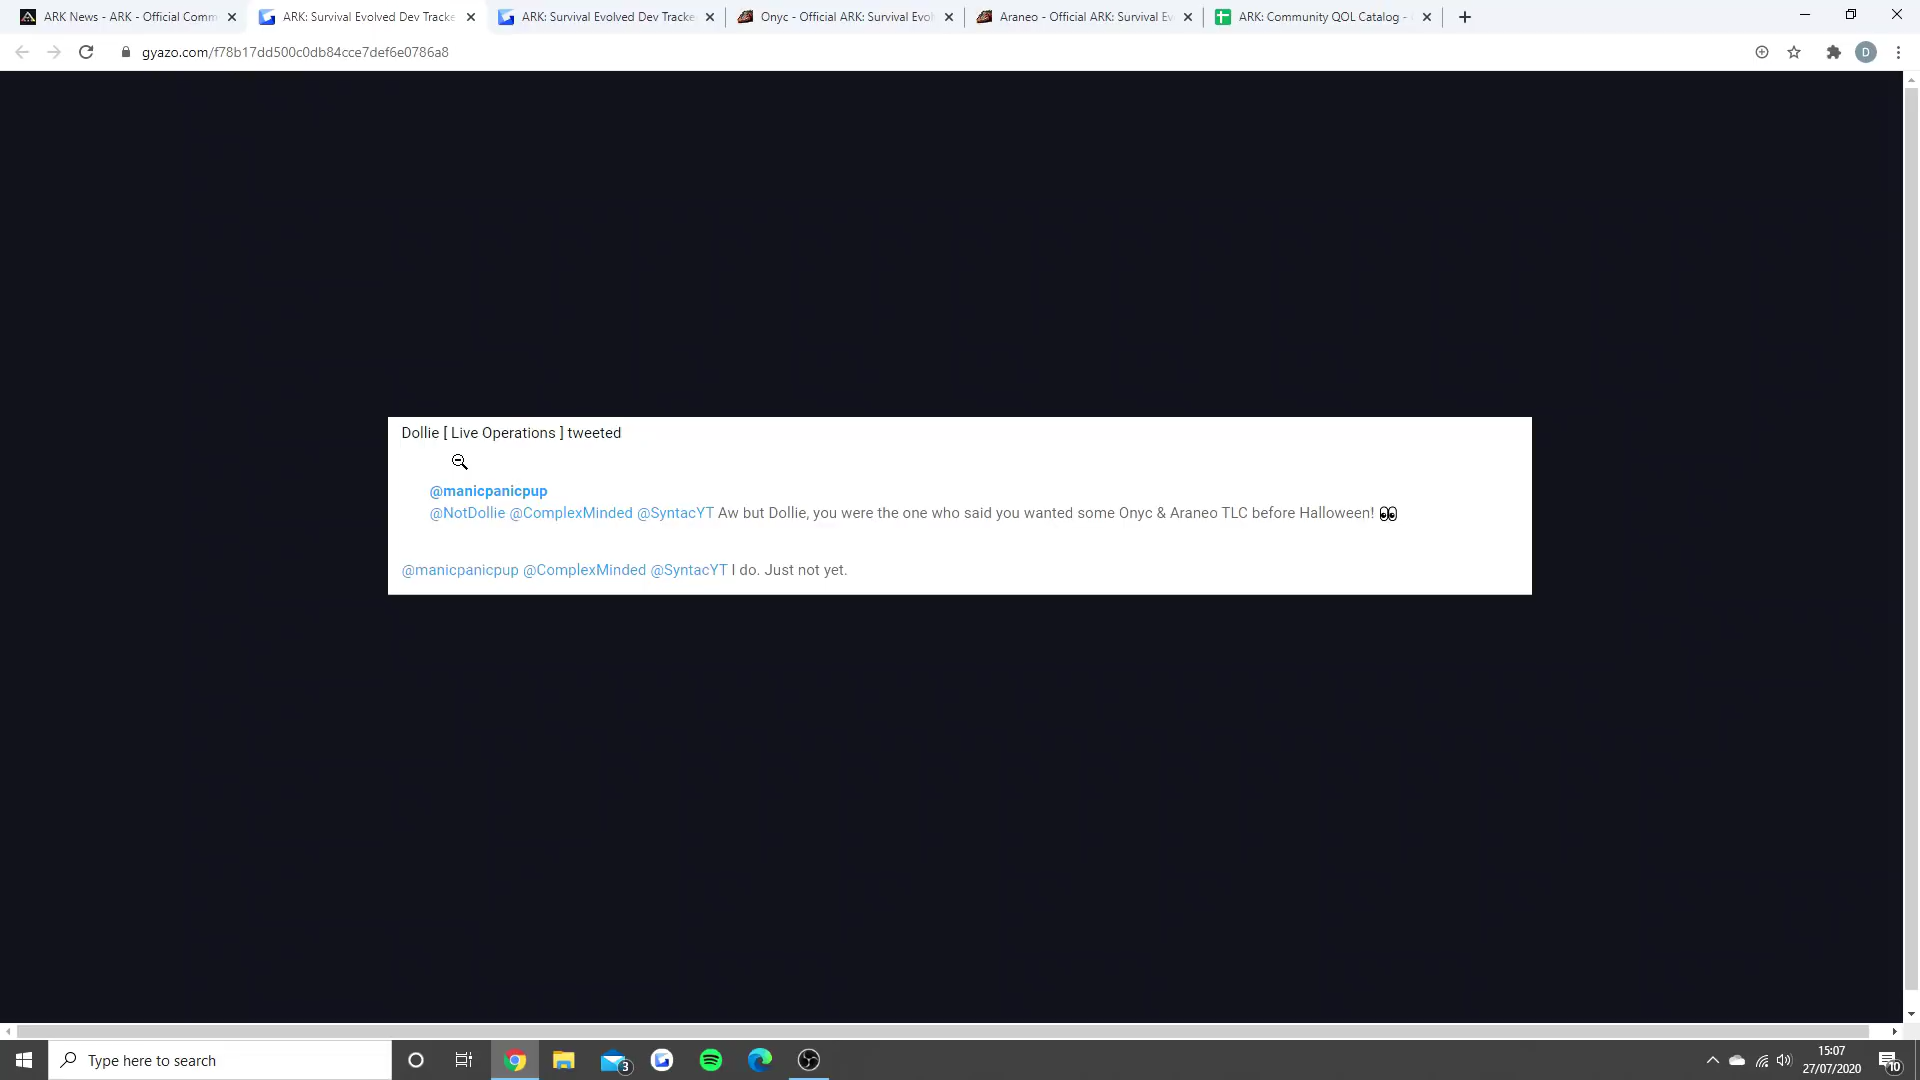 ARK News - ARK - Official Comm
ARK: Survival Evolved Dev Tracke
ARK: Survival Evolved Dev Tracke
Onyc - Official ARK: Survival Evol
Araneo - Official ARK: Survival Ev
ARK: Community QOL Catalog -
gyazo.com/f78b17dd500c0db84cce7def6e0786a8
D
Dollie [ Live Operations ] tweeted
@manicpanicpup
@NotDollie @ComplexMinded @SyntacYT Aw but Dollie, you were the one who said you wanted some Onyc & Araneo TLC before Halloween! 👀
@manicpanicpup @ComplexMinded @SyntacYT I do. Just not yet.
Type here to search
3
15:07
27/07/2020
10